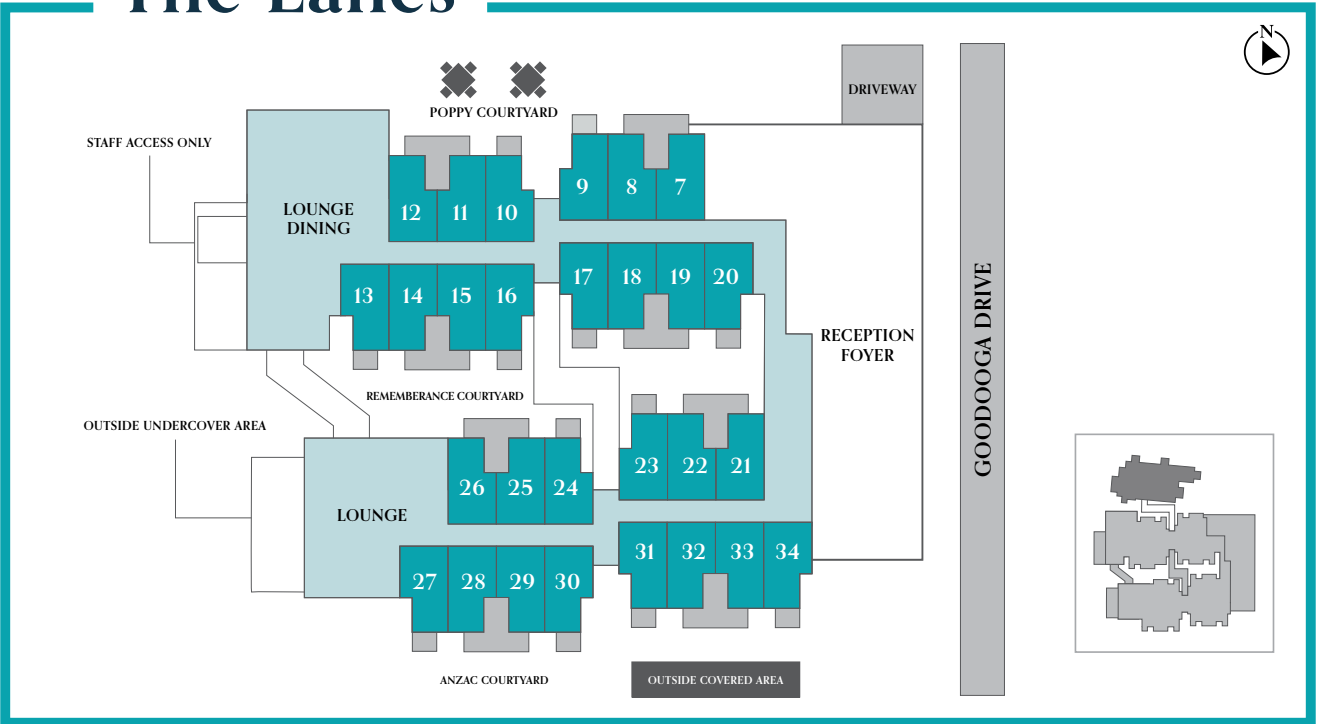 The Lanes
N
POPPY COURTYARD
DRIVEWAY
STAFF ACCESS ONLY
LOUNGE
DINING
12
11
10
9
8
7
13
14
15
16
17
18
19
20
RECEPTION
FOYER
GOODOOGA DRIVE
REMEMBERANCE COURTYARD
OUTSIDE UNDERCOVER AREA
LOUNGE
26
25
24
23
22
21
27
28
29
30
31
32
33
34
ANZAC COURTYARD
OUTSIDE COVERED AREA